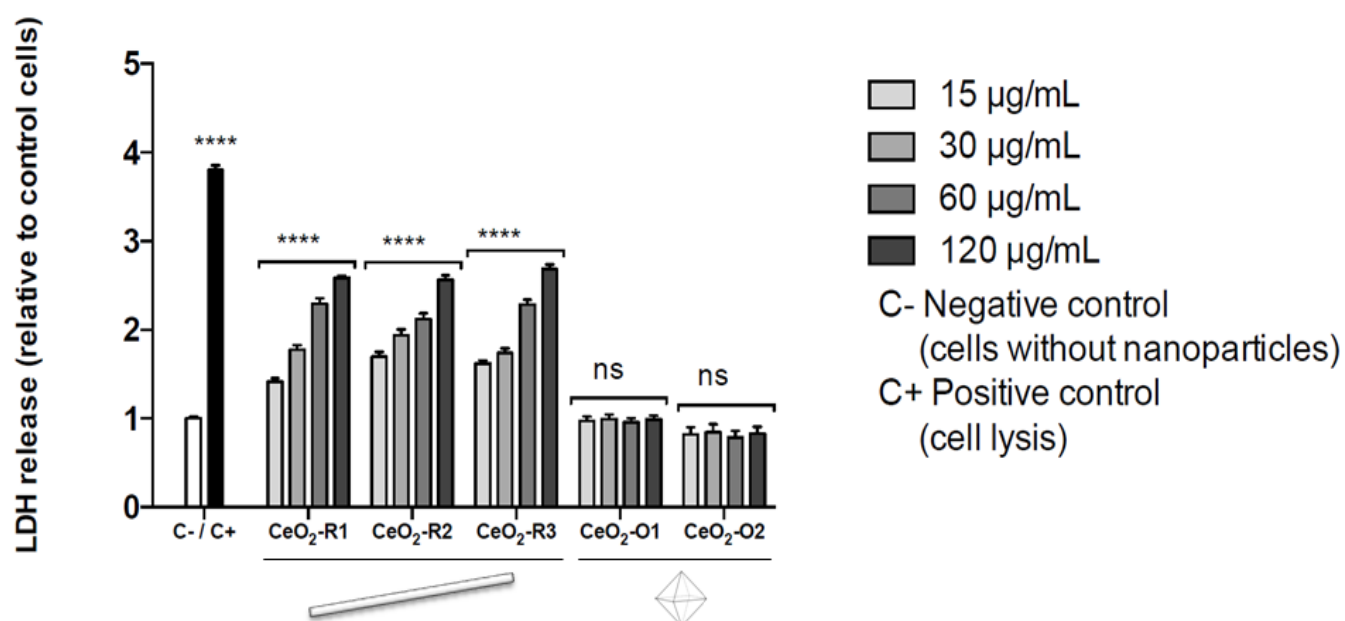 LDH release (relative to control cells)
5
4
3
2
1
0
****
****
****
****
ns
ns
C- / C+
CeO₂-R1
CeO₂-R2
CeO₂-R3
CeO₂-O1
CeO₂-O2
15 µg/mL
30 µg/mL
60 µg/mL
120 µg/mL
C- Negative control
(cells without nanoparticles)
C+ Positive control
(cell lysis)